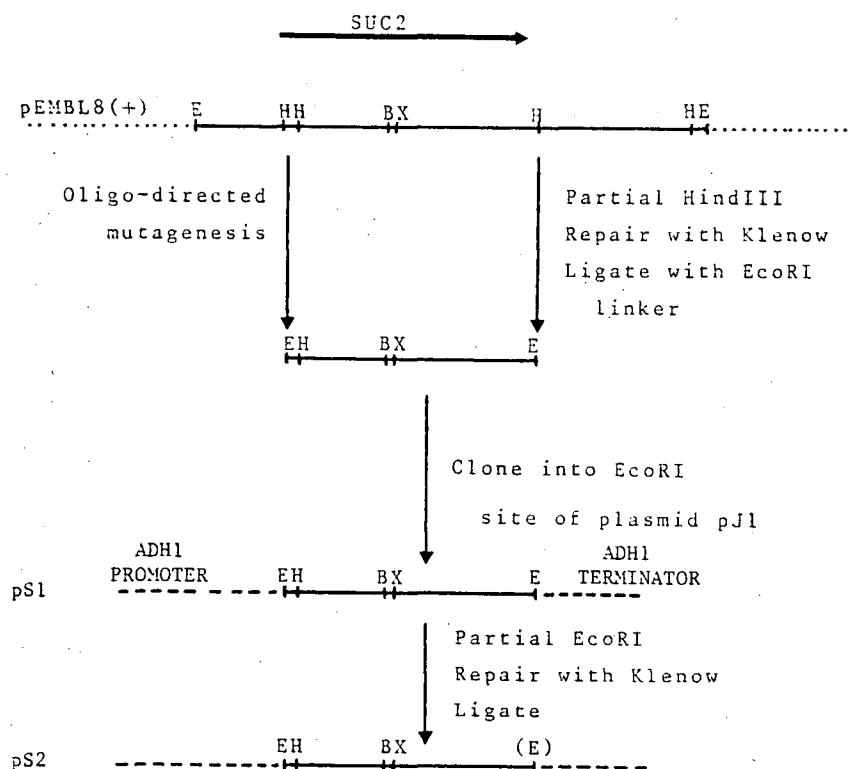 SUC2
pEMBL8(+) E HH BX H HE
Oligo-directed
mutagenesis
Partial HindIII
Repair with Klenow
Ligate with EcoRI
linker
EH BX E
Clone into EcoRI
site of plasmid pJ1
ADH1
PROMOTER
ADH1
TERMINATOR
pS1 EH BX E
Partial EcoRI
Repair with Klenow
Ligate
pS2 EH BX (E)